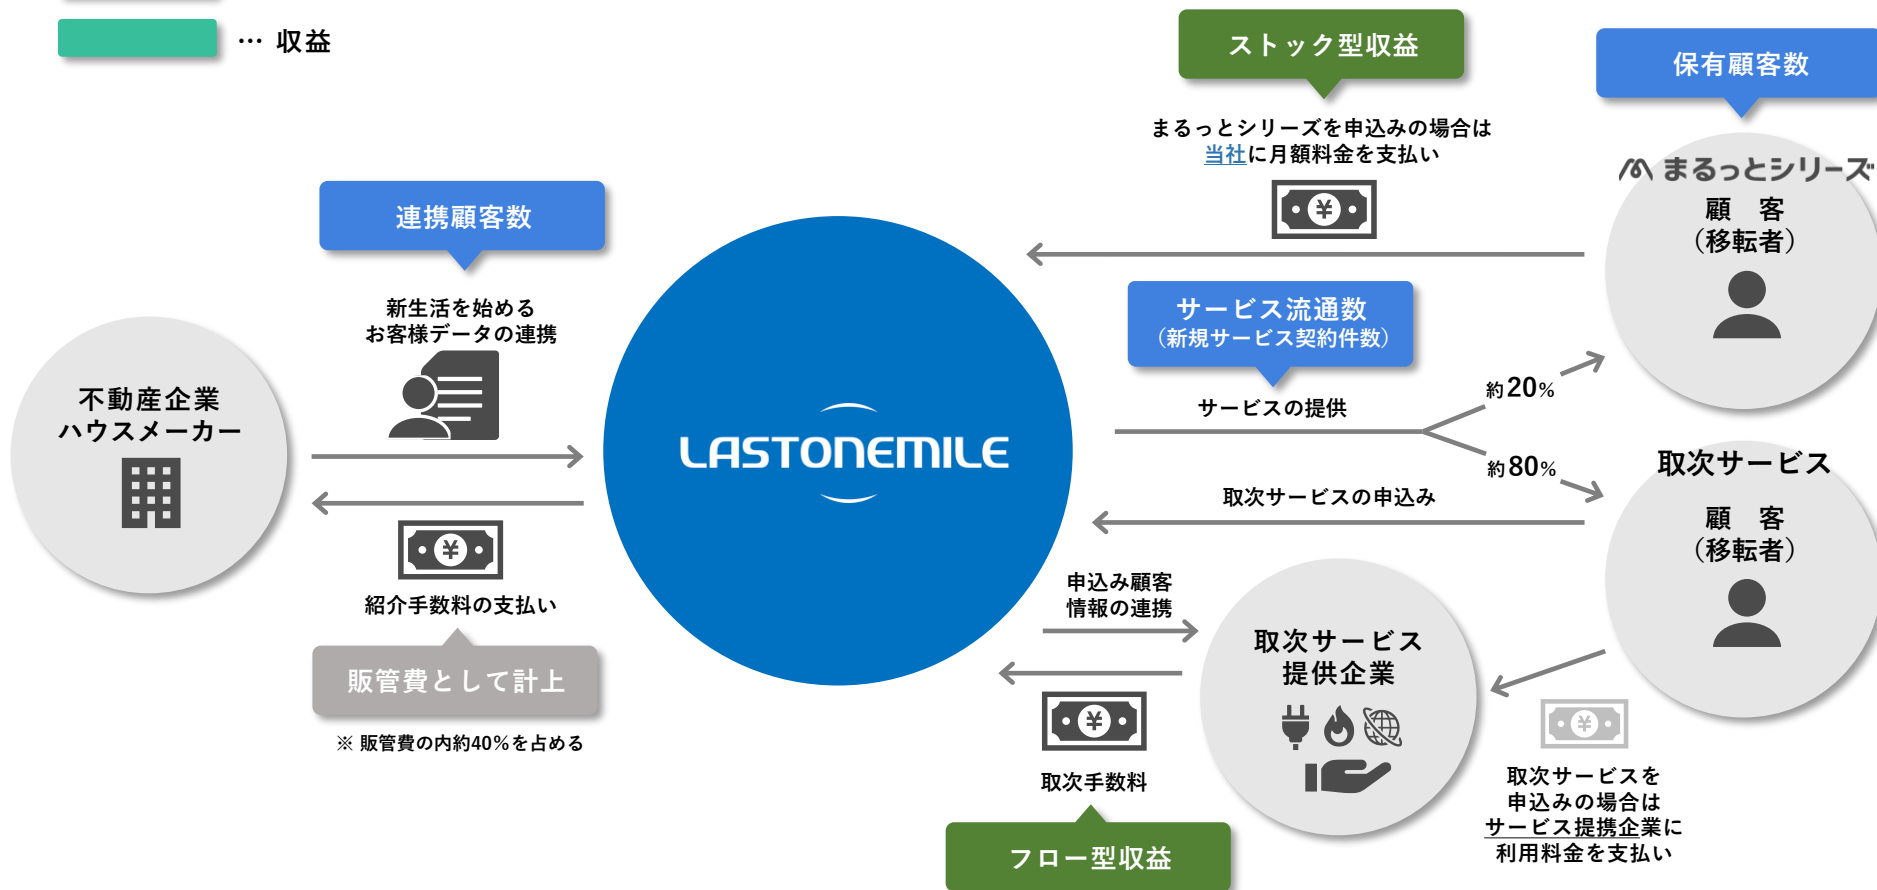 … 収益
ストック型収益
保有顧客数
まるっとシリーズを申込みの場合は
当社に月額料金を支払い
まるっとシリーズ
顧 客
（移転者）
連携顧客数
新生活を始める
お客様データの連携
サービス流通数
（新規サービス契約件数）
不動産企業
ハウスメーカー
LASTONEMILE
サービスの提供
約20%
約80%
取次サービス
顧 客
（移転者）
取次サービスの申込み
紹介手数料の支払い
販管費として計上
※ 販管費の内約40%を占める
申込み顧客
情報の連携
取次サービス
提供企業
取次手数料
フロー型収益
取次サービスを
申込みの場合は
サービス提携企業に
利用料金を支払い